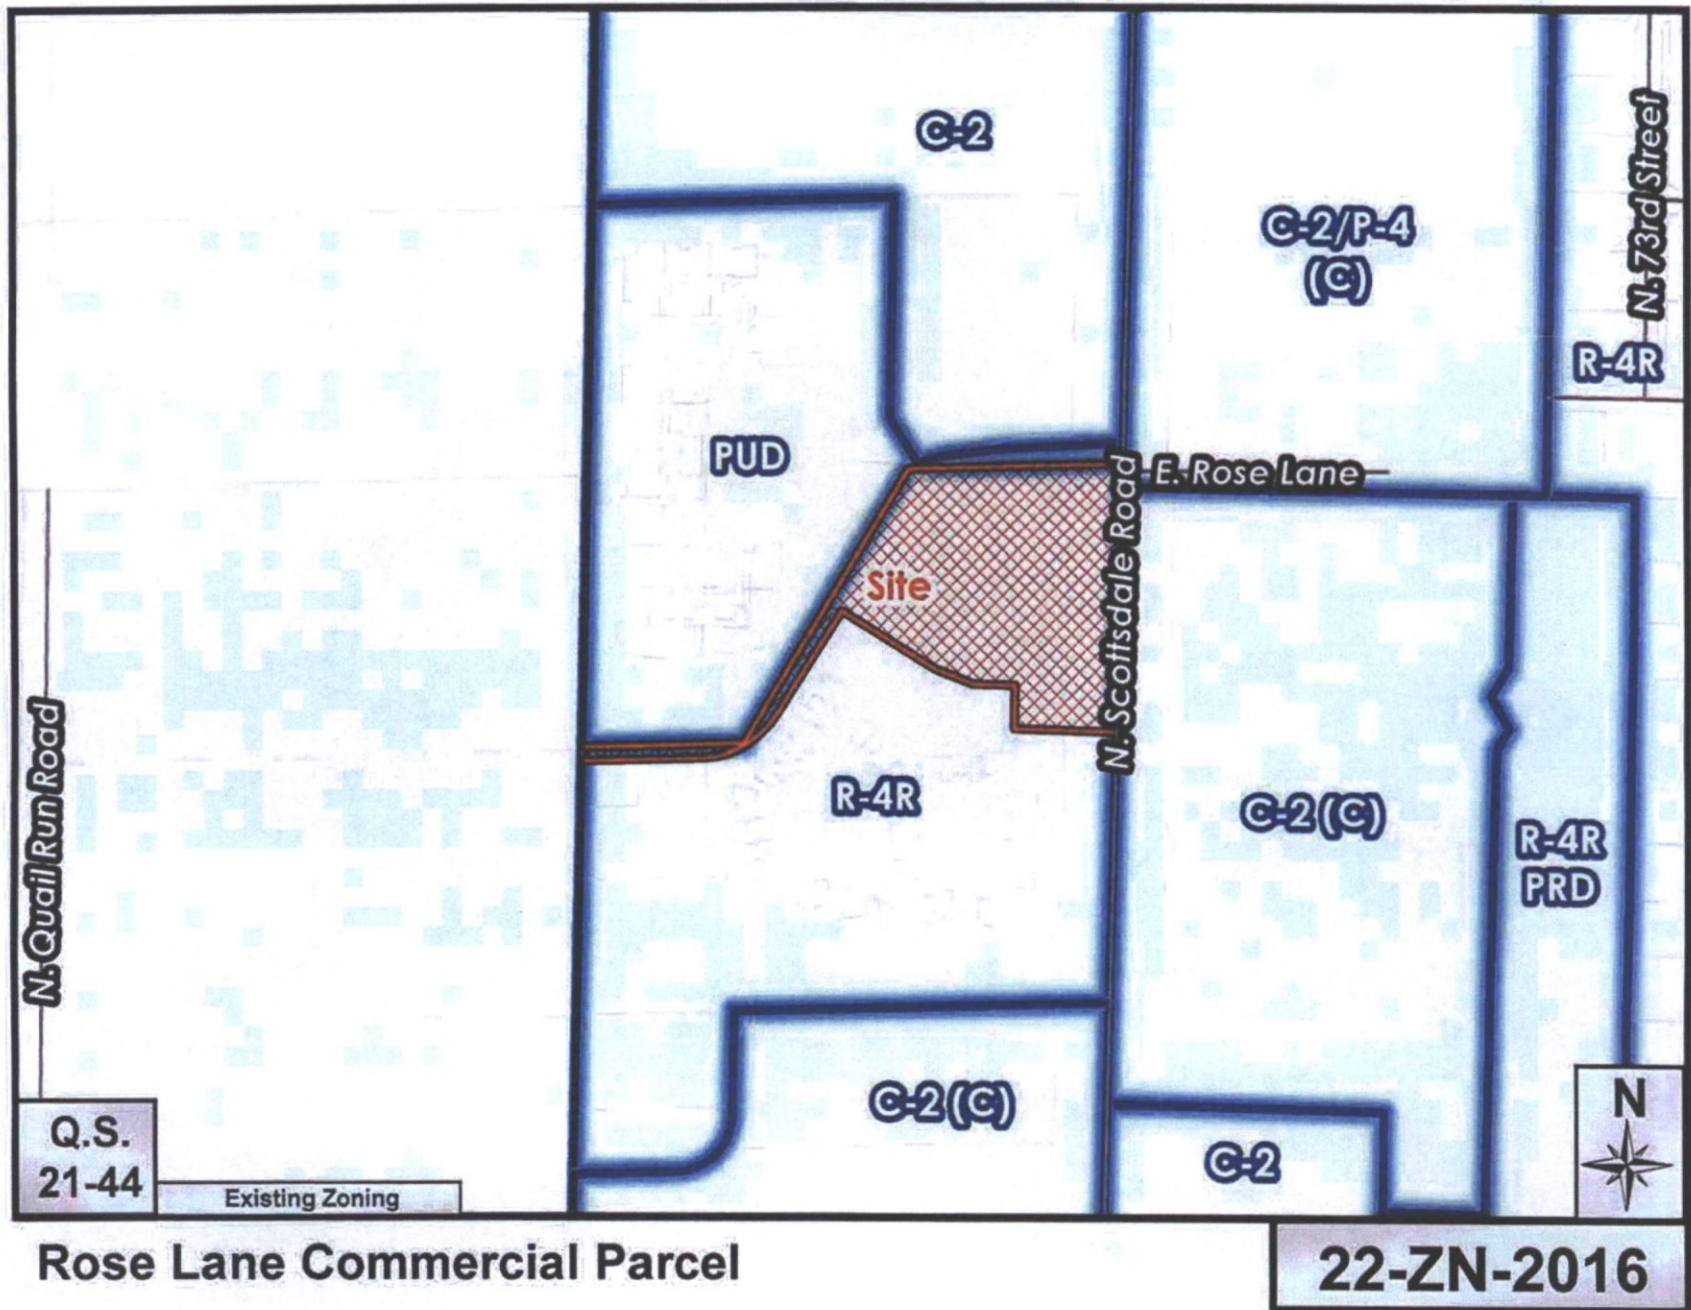 C-2
C-2/P-4
(C)
N. 73rd Street
R-4R
PUD
E. Rose Lane
Site
N. Scottsdale Road
N. Quail Run Road
R-4R
C-2 (C)
R-4R
PRD
C-2 (C)
C-2
N
Q.S.
21-44
Existing Zoning
Rose Lane Commercial Parcel
22-ZN-2016